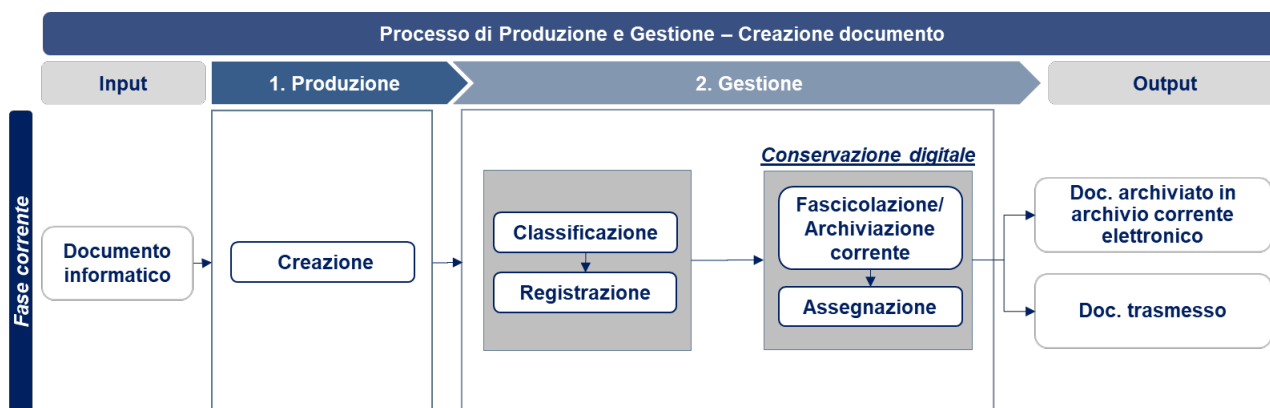 Processo di Produzione e Gestione – Creazione documento
Input
1. Produzione
2. Gestione
Output
Fase corrente
Documento
informatico
Creazione
Classificazione
Registrazione
Conservazione digitale
Fascicolazione/
Archiviazione
corrente
Assegnazione
Doc. archiviato in
archivio corrente
elettronico
Doc. trasmesso